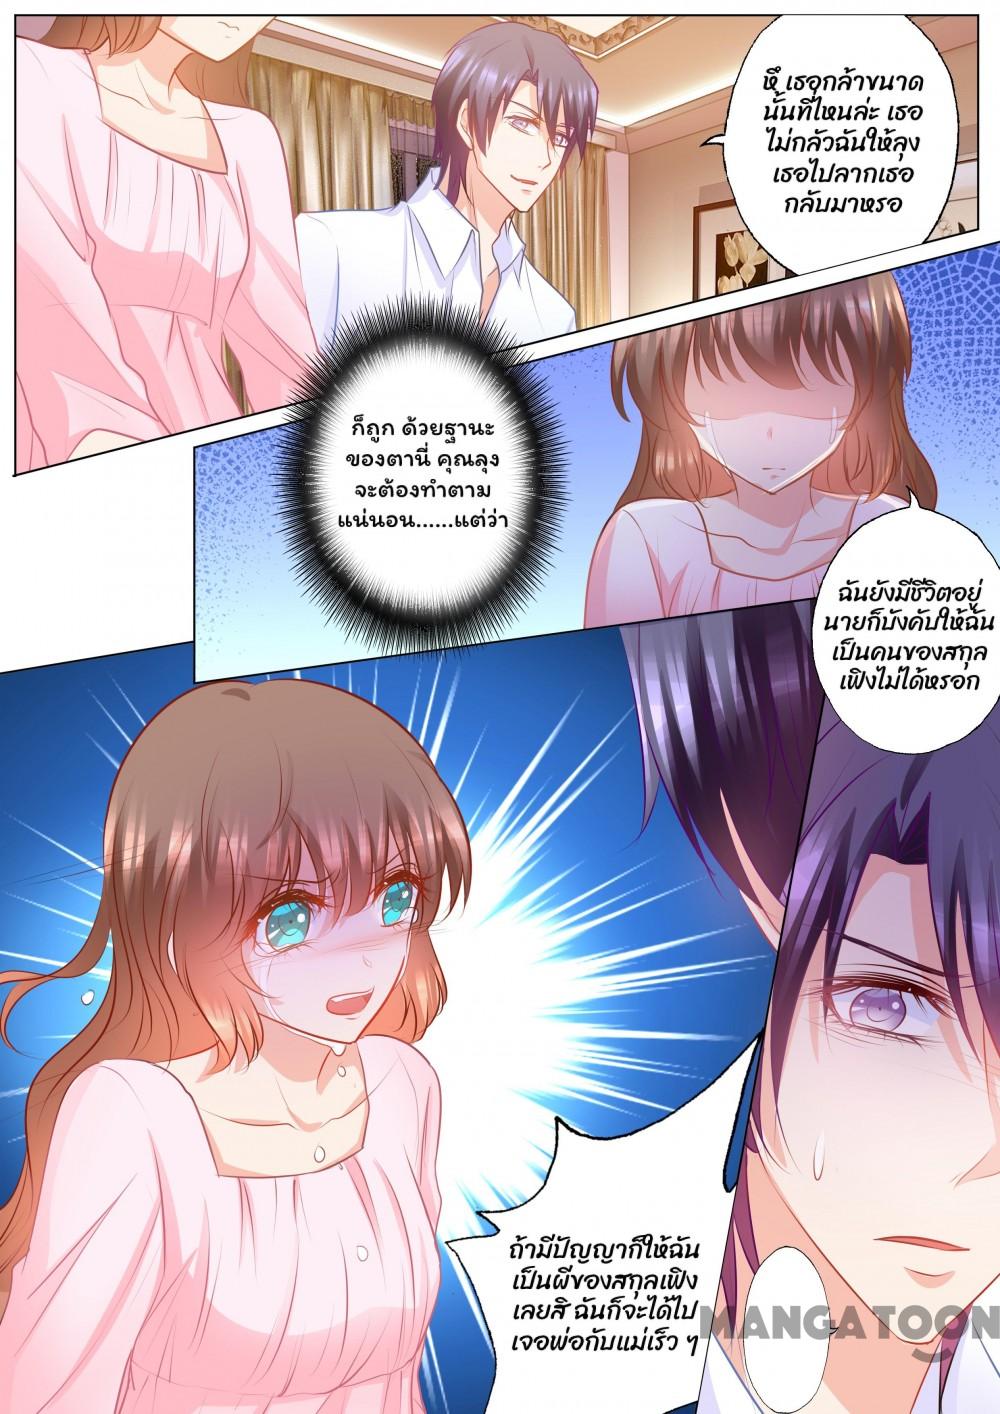 หึ เธอกล้าขนาด
นั้นที่ไหนล่ะ เธอ
ไม่กลัวฉันให้ลุง
เธอไปลากเธอ
กลับมาหรอ
ก็ถูก ด้วยฐานะ
ของตานี่ คุณลุง
จะต้องทำตาม
แน่นอน......แต่ว่า
ฉันยังมีชีวิตอยู่
นายก็บังคับให้ฉัน
เป็นคนของสกุล
เฟิงไม่ได้หรอก
ถ้ามีปัญญาก็ให้ฉัน
เป็นผีของสกุลเฟิง
เลยสิ ฉันก็จะได้ไป
เจอพ่อกับแม่เร็ว ๆ
MANGATOON